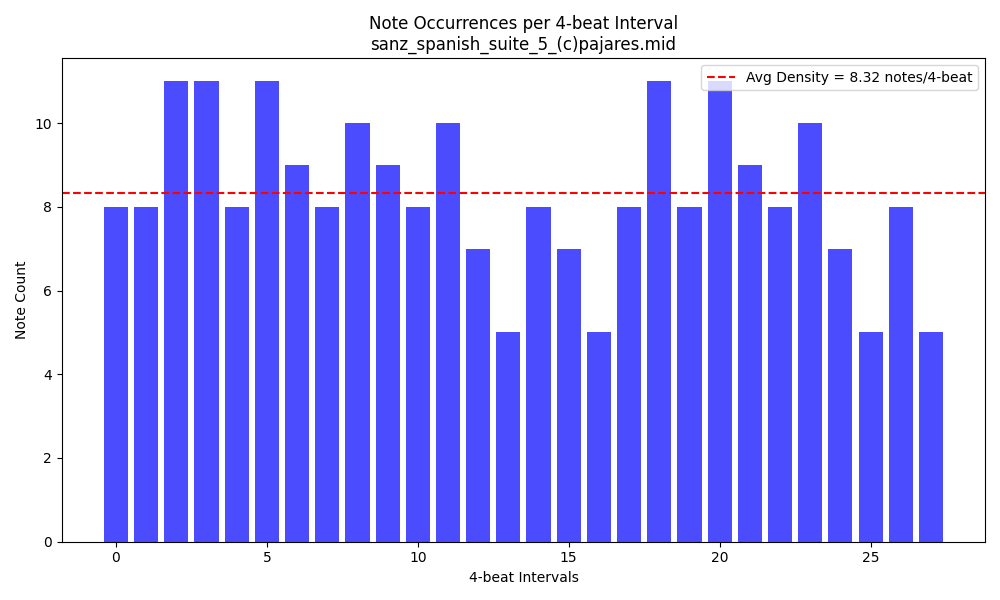 Note Occurrences per 4-beat Interval
sanz_spanish_suite_5_(c)pajares.mid
Avg Density = 8.32 notes/4-beat
Note Count
10
8
6
4
2
0
0 5 10 15 20 25
4-beat Intervals